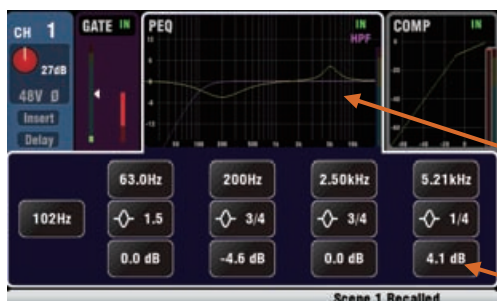 CH 1
27dB
48V Ø
Insert
Delay
GATE IN
PEQ
IN
HPF
COMP IN
63.0Hz 200Hz 2.50kHz 5.21kHz
102Hz 1.5 3/4 3/4 1/4
0.0 dB -4.6 dB 0.0 dB 4.1 dB
Scene 1 Recalled